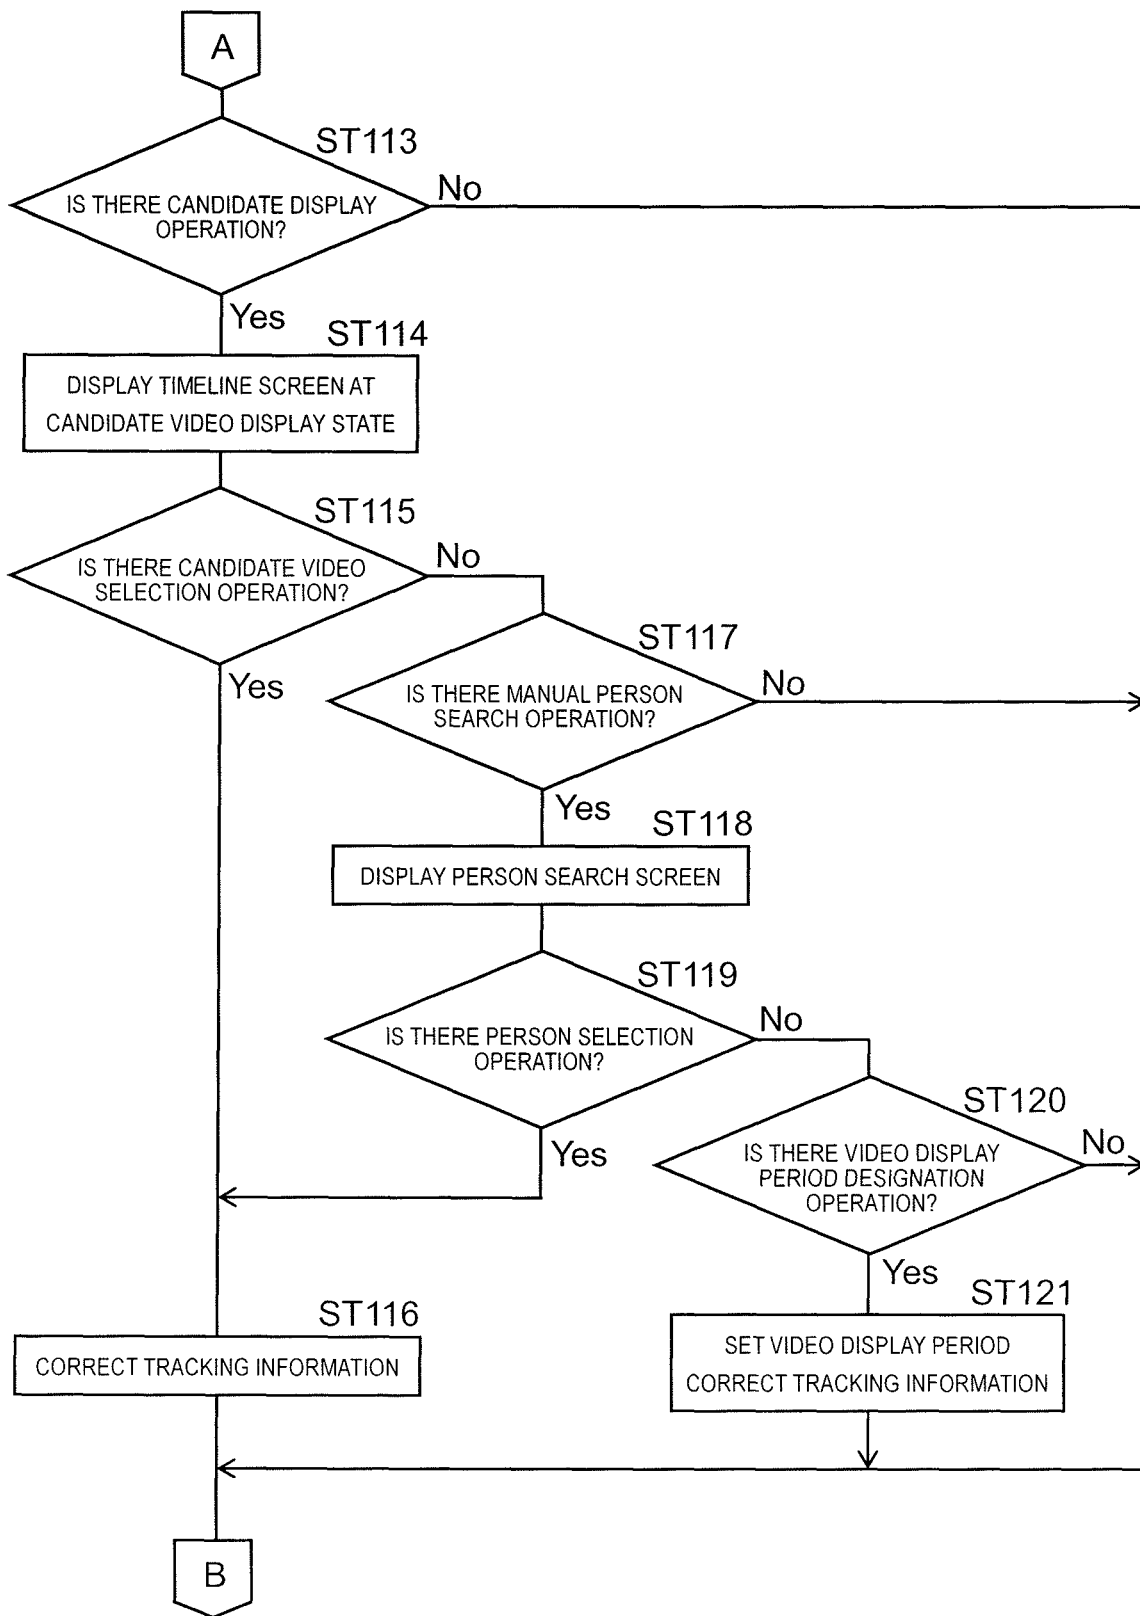 A
ST113
IS THERE CANDIDATE DISPLAY
OPERATION?
No
Yes
ST114
DISPLAY TIMELINE SCREEN AT
CANDIDATE VIDEO DISPLAY STATE
ST115
IS THERE CANDIDATE VIDEO
SELECTION OPERATION?
No
Yes
ST117
IS THERE MANUAL PERSON
SEARCH OPERATION?
No
Yes
ST118
DISPLAY PERSON SEARCH SCREEN
ST119
IS THERE PERSON SELECTION
OPERATION?
No
Yes
ST120
IS THERE VIDEO DISPLAY
PERIOD DESIGNATION
OPERATION?
No
Yes
ST116
CORRECT TRACKING INFORMATION
ST121
SET VIDEO DISPLAY PERIOD
CORRECT TRACKING INFORMATION
B